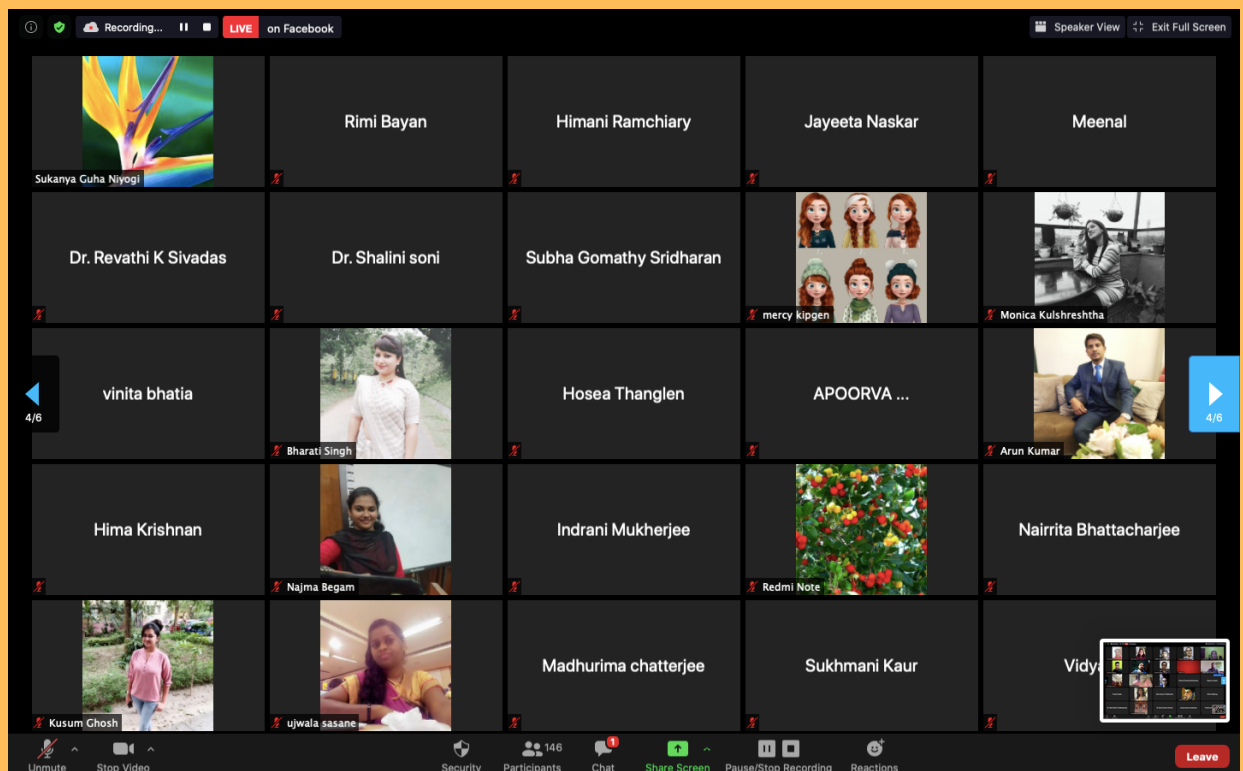 Recording... LIVE on Facebook Speaker View Exit Full Screen
Sukanya Guha Niyogi
Rimi Bayan
Himani Ramchiary
Jayeeta Naskar
Meenal
Dr. Revathi K Sivadas
Dr. Shalini soni
Subha Gomathy Sridharan
mercy kipgen
Monica Kulshreshtha
vinita bhatia
Bharati Singh
Hosea Thanglen
APOORVA ...
Arun Kumar
4/6
4/6
Hima Krishnan
Najma Begam
Indrani Mukherjee
Redmi Note
Nairrita Bhattacharjee
Kusum Ghosh
ujwala sasane
Madhurima chatterjee
Sukhmani Kaur
146
1
Unmute Stop Video Security Participants Chat Share Screen Pause/Stop Recording Reactions Leave